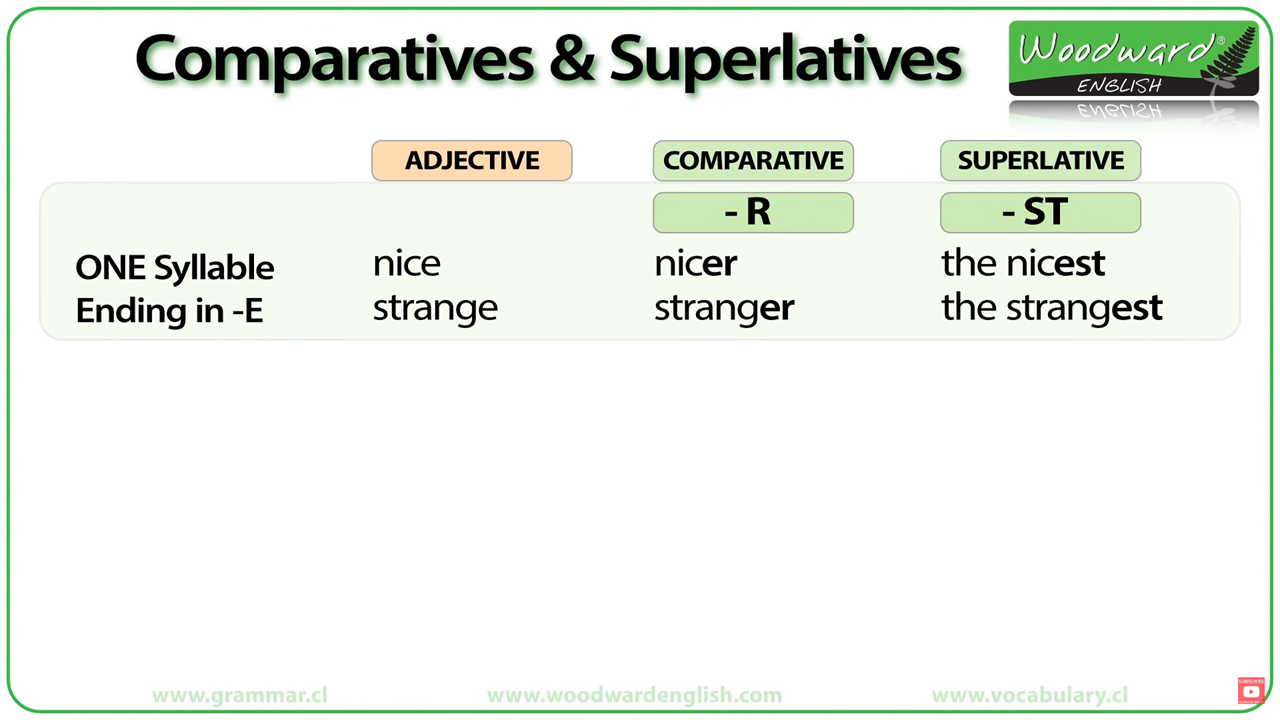 Comparatives & Superlatives
Woodward®
ENGLISH
ADJECTIVE COMPARATIVE SUPERLATIVE
- R - ST
ONE Syllable nice nicer the nicest
Ending in -E strange stranger the strangest
www.grammar.cl www.woodwardenglish.com www.vocabulary.cl
SUBSCRIBE